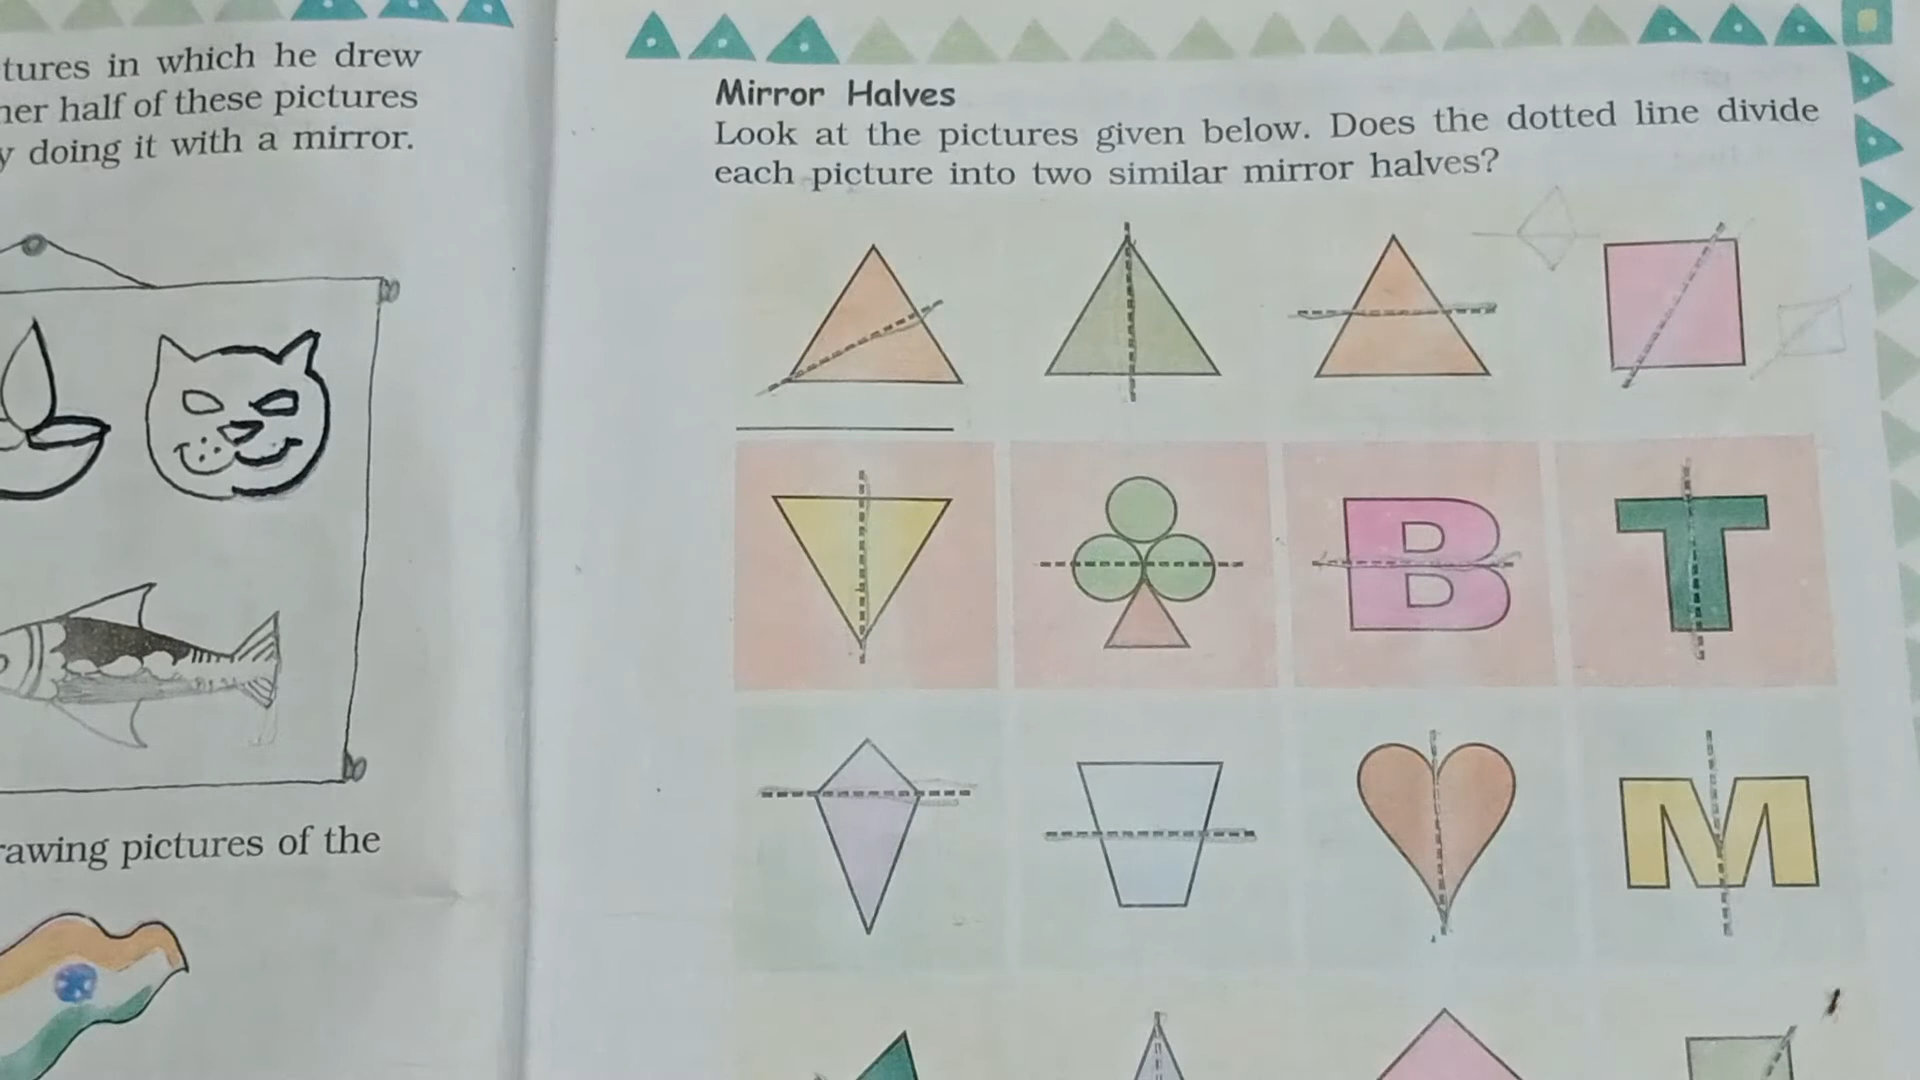 tures in which he drew
her half of these pictures
y doing it with a mirror.
rawing pictures of the
Mirror Halves
Look at the pictures given below. Does the dotted line divide
each picture into two similar mirror halves?
B
T
M